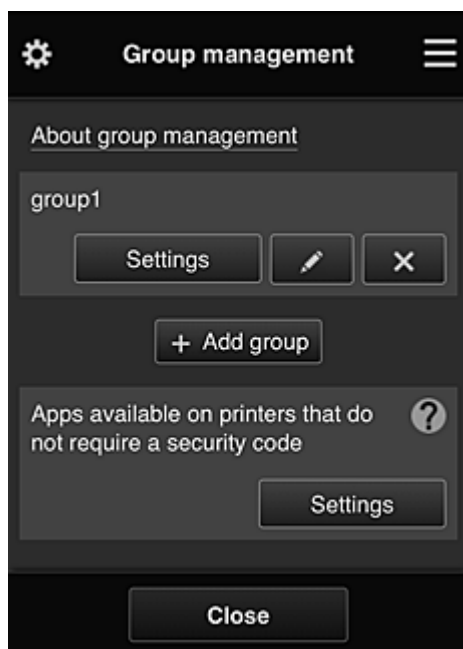 Group management
About group management
group1
Settings
+ Add group
Apps available on printers that do
not require a security code
?
Settings
Close